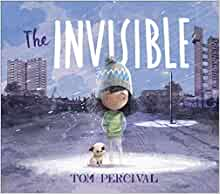 The INVISIBLE
TOM PERCIVAL